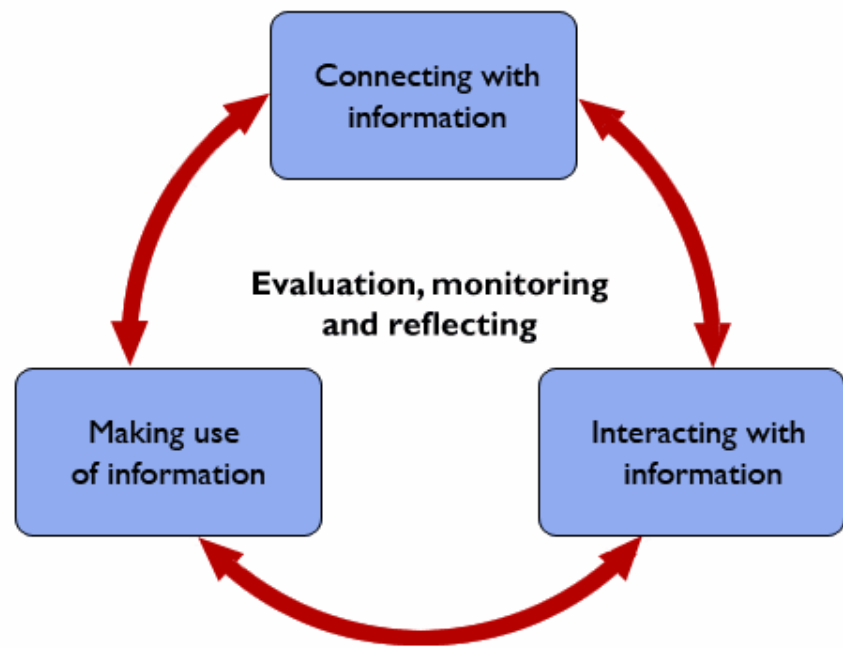 Connecting with
information
Evaluation, monitoring
and reflecting
Making use
of information
Interacting with
information